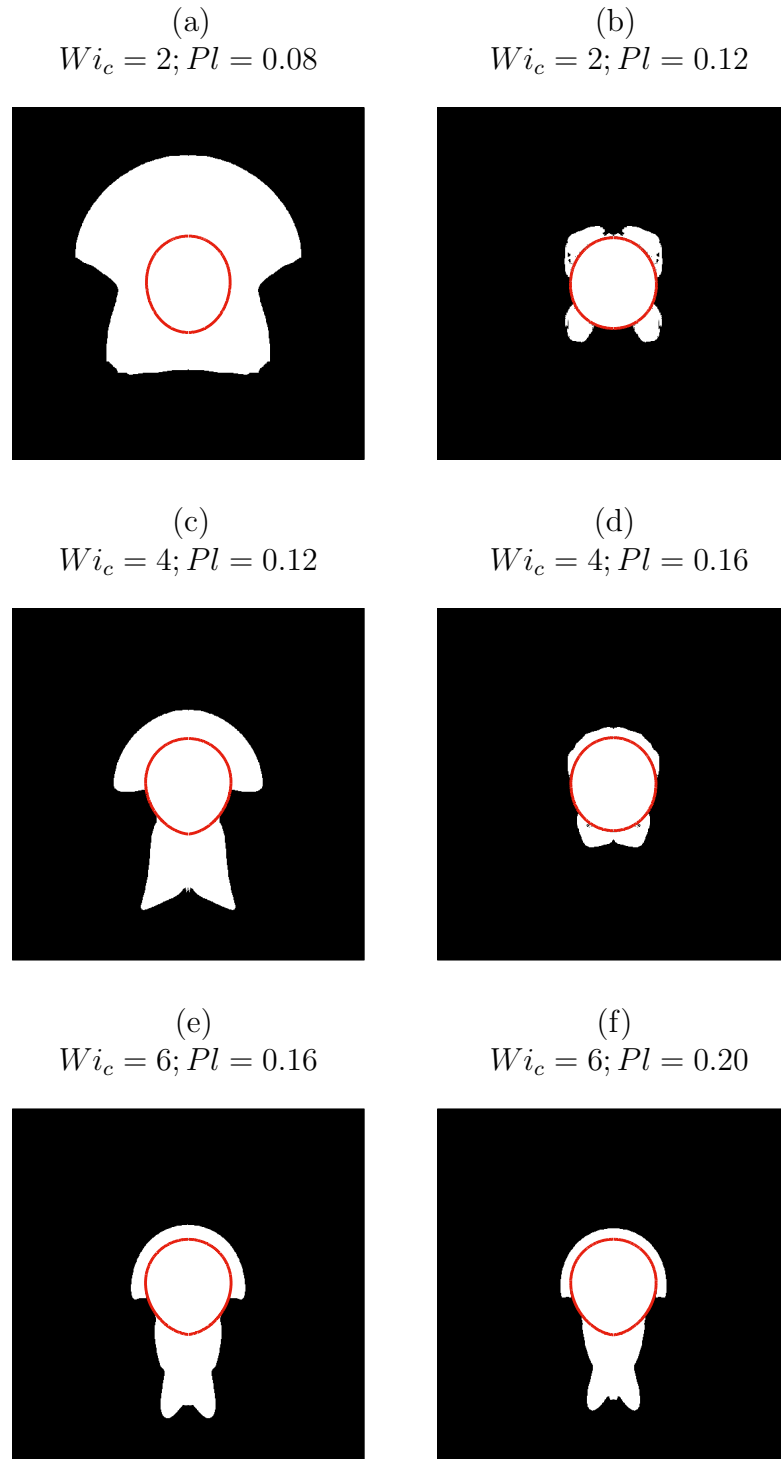 (a)
Wi_c = 2; Pl = 0.08
(b)
Wi_c = 2; Pl = 0.12
(c)
Wi_c = 4; Pl = 0.12
(d)
Wi_c = 4; Pl = 0.16
(e)
Wi_c = 6; Pl = 0.16
(f)
Wi_c = 6; Pl = 0.20